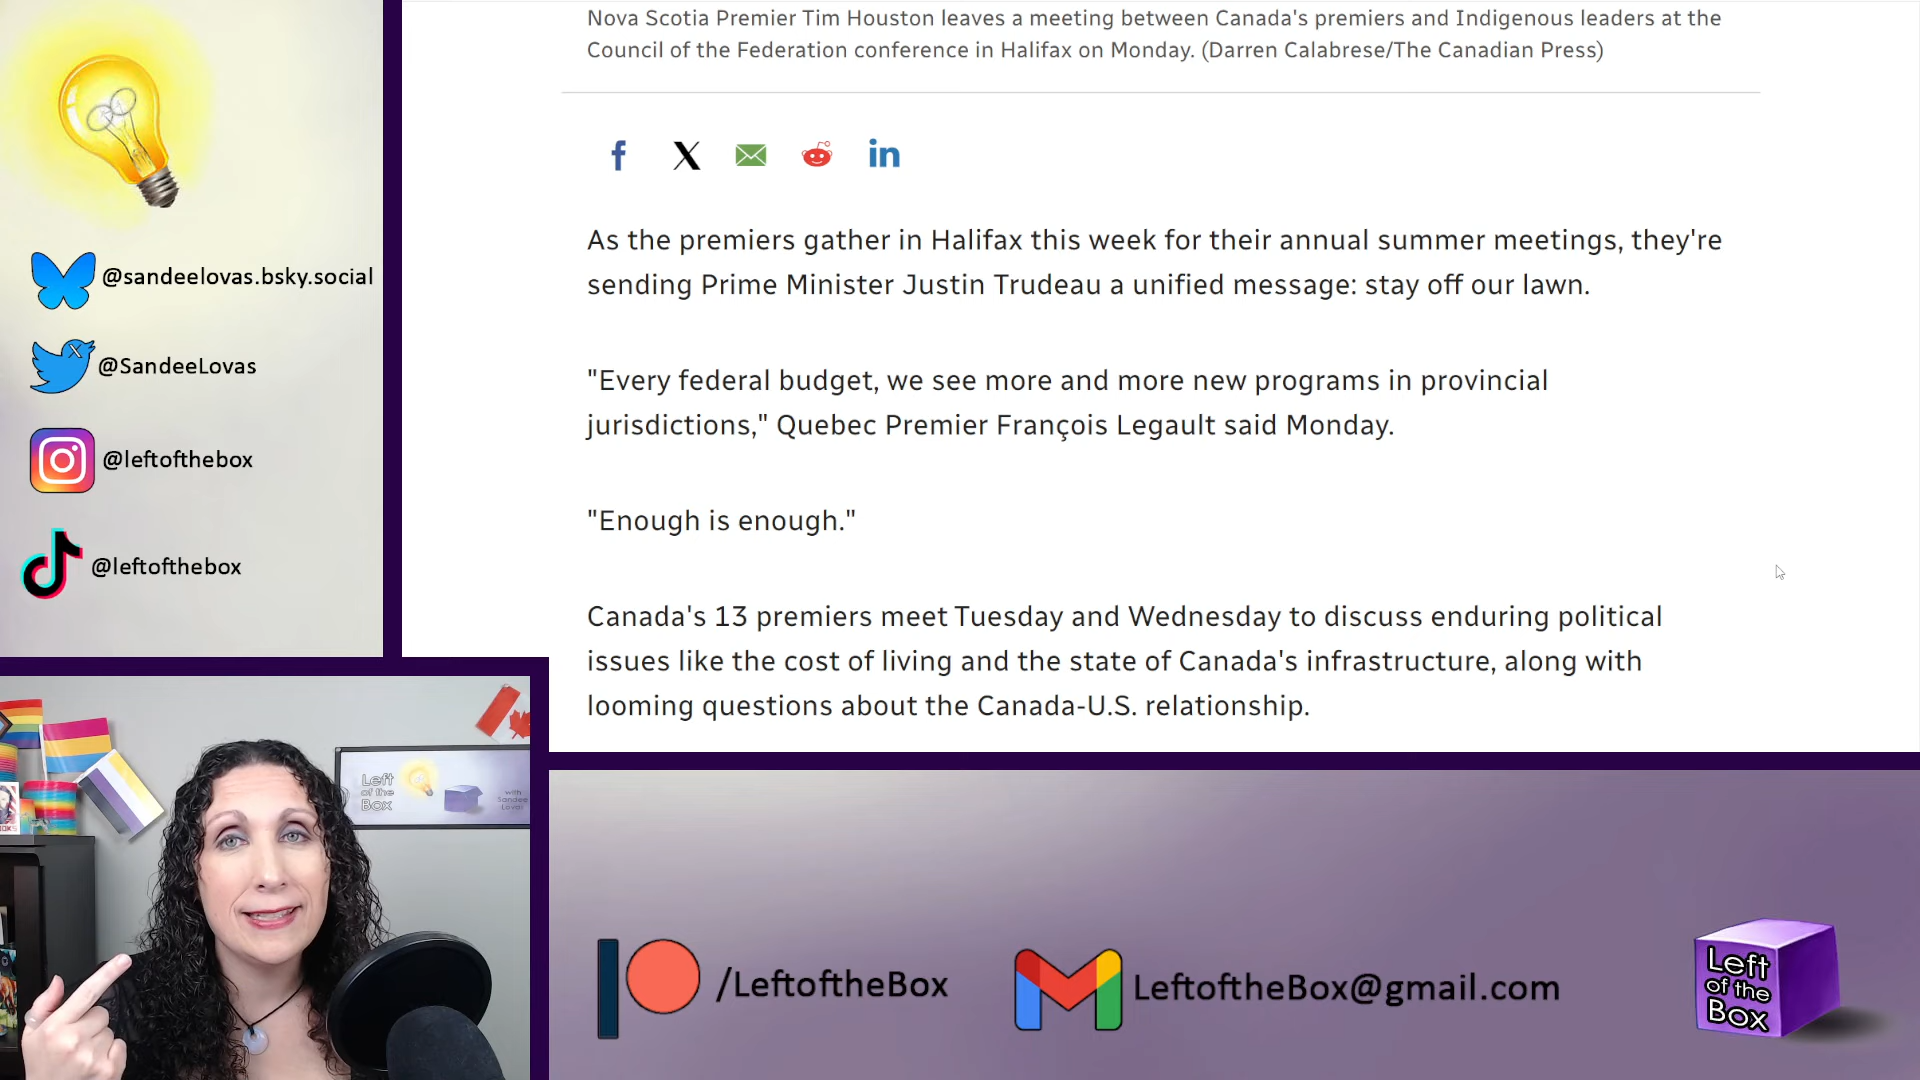 Nova Scotia Premier Tim Houston leaves a meeting between Canada's premiers and Indigenous leaders at the
Council of the Federation conference in Halifax on Monday. (Darren Calabrese/The Canadian Press)
As the premiers gather in Halifax this week for their annual summer meetings, they're
sending Prime Minister Justin Trudeau a unified message: stay off our lawn.
"Every federal budget, we see more and more new programs in provincial
jurisdictions," Quebec Premier François Legault said Monday.
"Enough is enough."
Canada's 13 premiers meet Tuesday and Wednesday to discuss enduring political
issues like the cost of living and the state of Canada's infrastructure, along with
looming questions about the Canada-U.S. relationship.
@sandeelovas.bsky.social
@SandeeLovas
@leftofthebox
@leftofthebox
Left
of the
Box
with
Sandee
Lovas
/LeftoftheBox
LeftoftheBox@gmail.com
Left
of the
Box